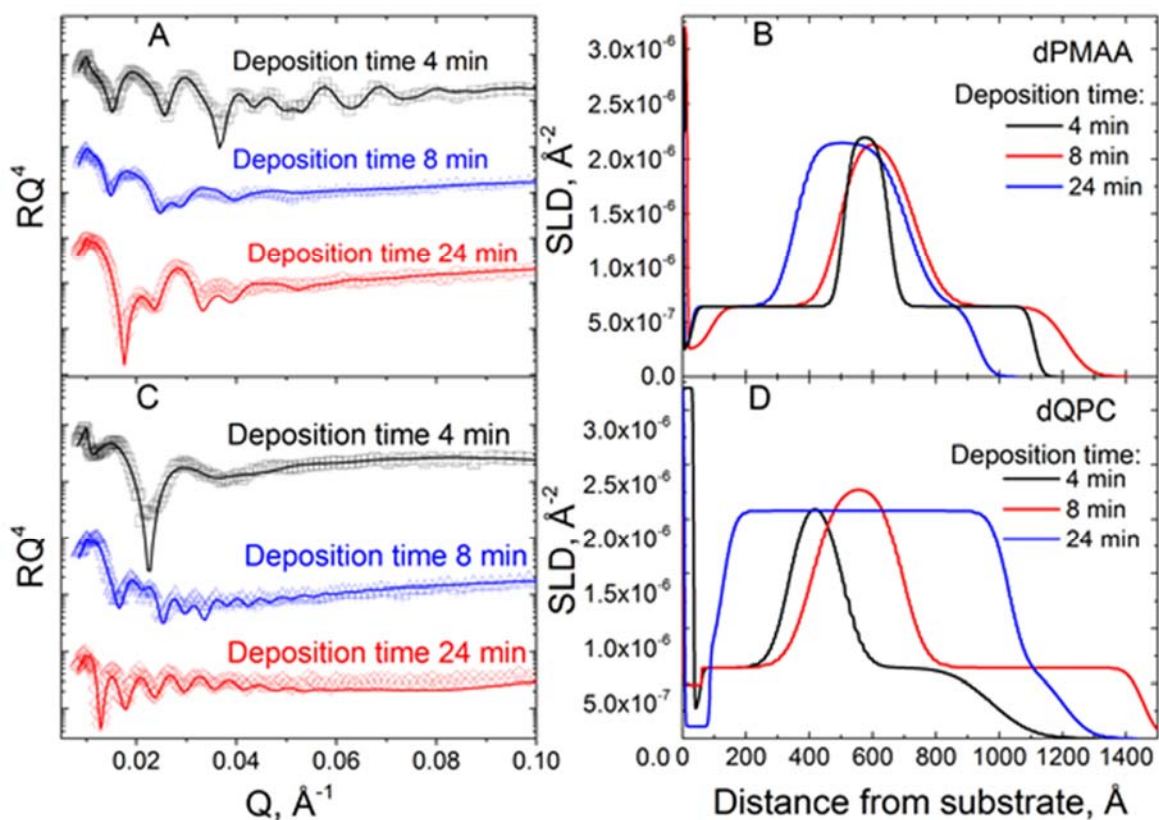 A
Deposition time 4 min
Deposition time 8 min
Deposition time 24 min
RQ⁴
B
dPMAA
Deposition time:
4 min
8 min
24 min
3.0x10⁻⁶
2.5x10⁻⁶
2.0x10⁻⁶
1.5x10⁻⁶
1.0x10⁻⁶
5.0x10⁻⁷
0.0
SLD, Å⁻²
C
Deposition time 4 min
Deposition time 8 min
Deposition time 24 min
RQ⁴
0.02 0.04 0.06 0.08 0.10
Q, Å⁻¹
D
dQPC
Deposition time:
4 min
8 min
24 min
3.0x10⁻⁶
2.5x10⁻⁶
2.0x10⁻⁶
1.5x10⁻⁶
1.0x10⁻⁶
5.0x10⁻⁷
0.0
SLD, Å⁻²
0 200 400 600 800 1000 1200 1400
Distance from substrate, Å